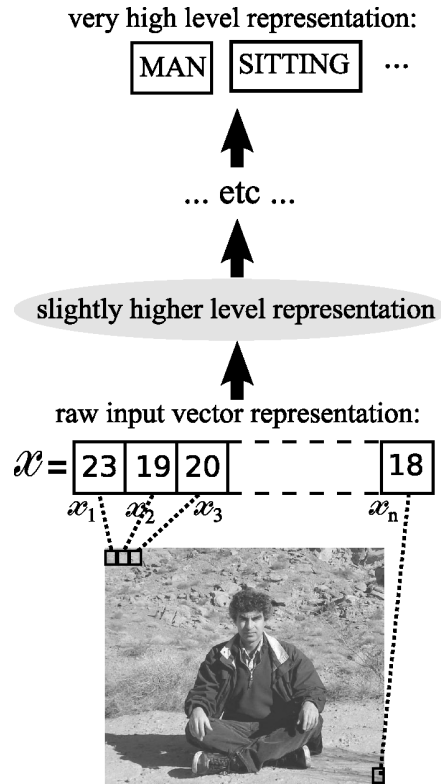 very high level representation:
MAN SITTING ...
... etc ...
slightly higher level representation
raw input vector representation:
x = 23 19 20 18
x1 x2 x3 xn